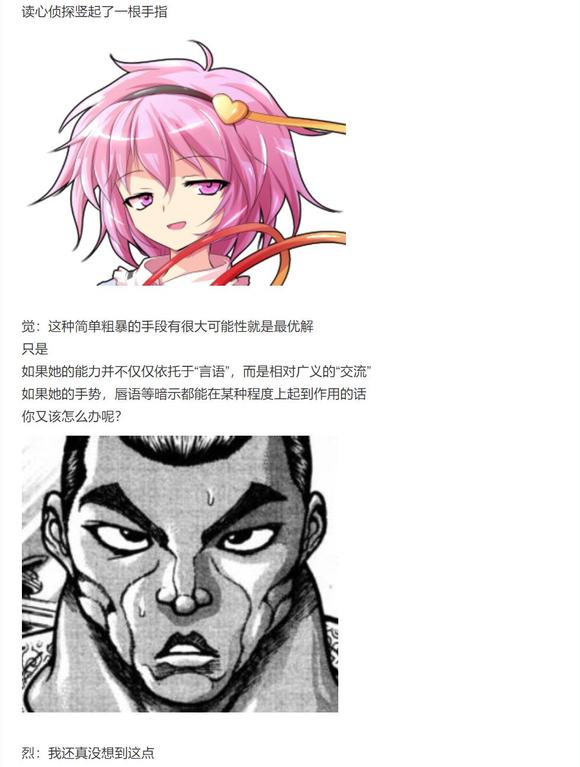 读心侦探竖起了一根手指
觉：这种简单粗暴的手段有很大可能性就是最优解
只是
如果她的能力并不仅仅依托于“言语”，而是相对广义的“交流”
如果她的手势，唇语等暗示都能在某种程度上起到作用的话
你又该怎么办呢？
烈：我还真没想到这点